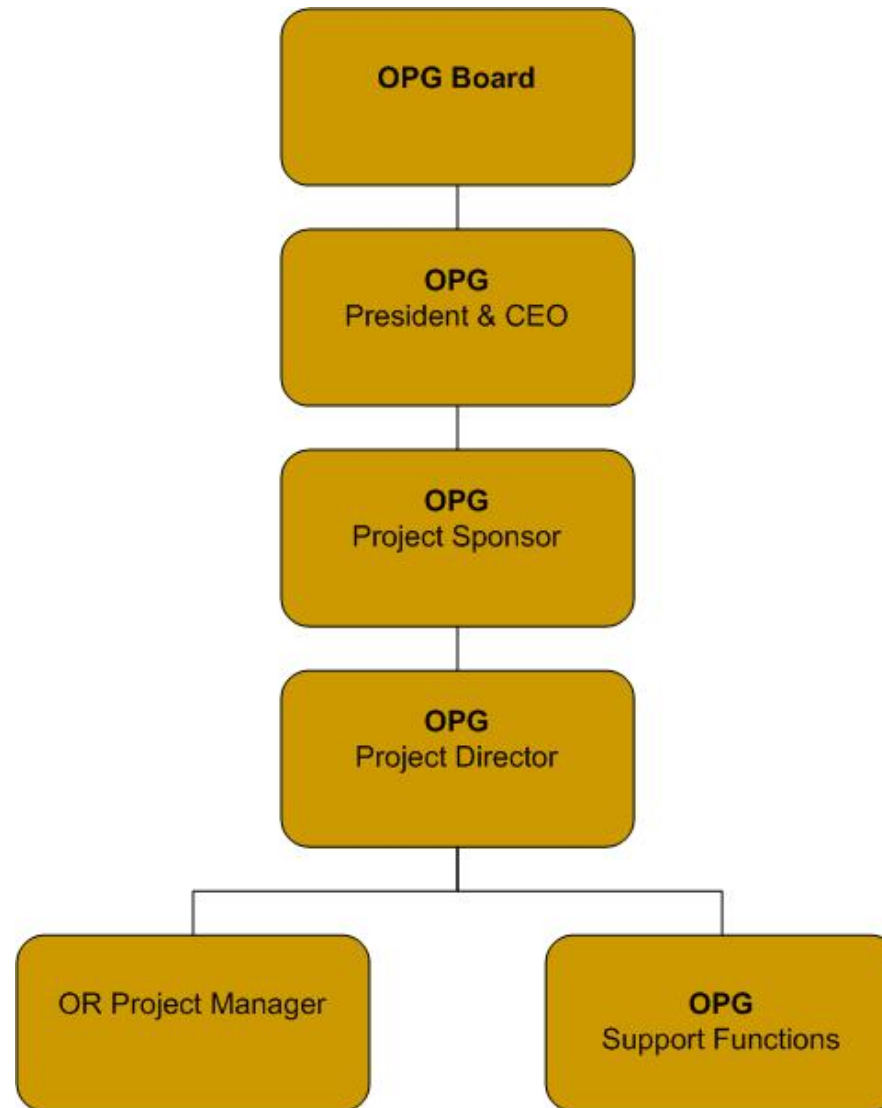 OPG Board
OPG
President & CEO
OPG
Project Sponsor
OPG
Project Director
OR Project Manager
OPG
Support Functions